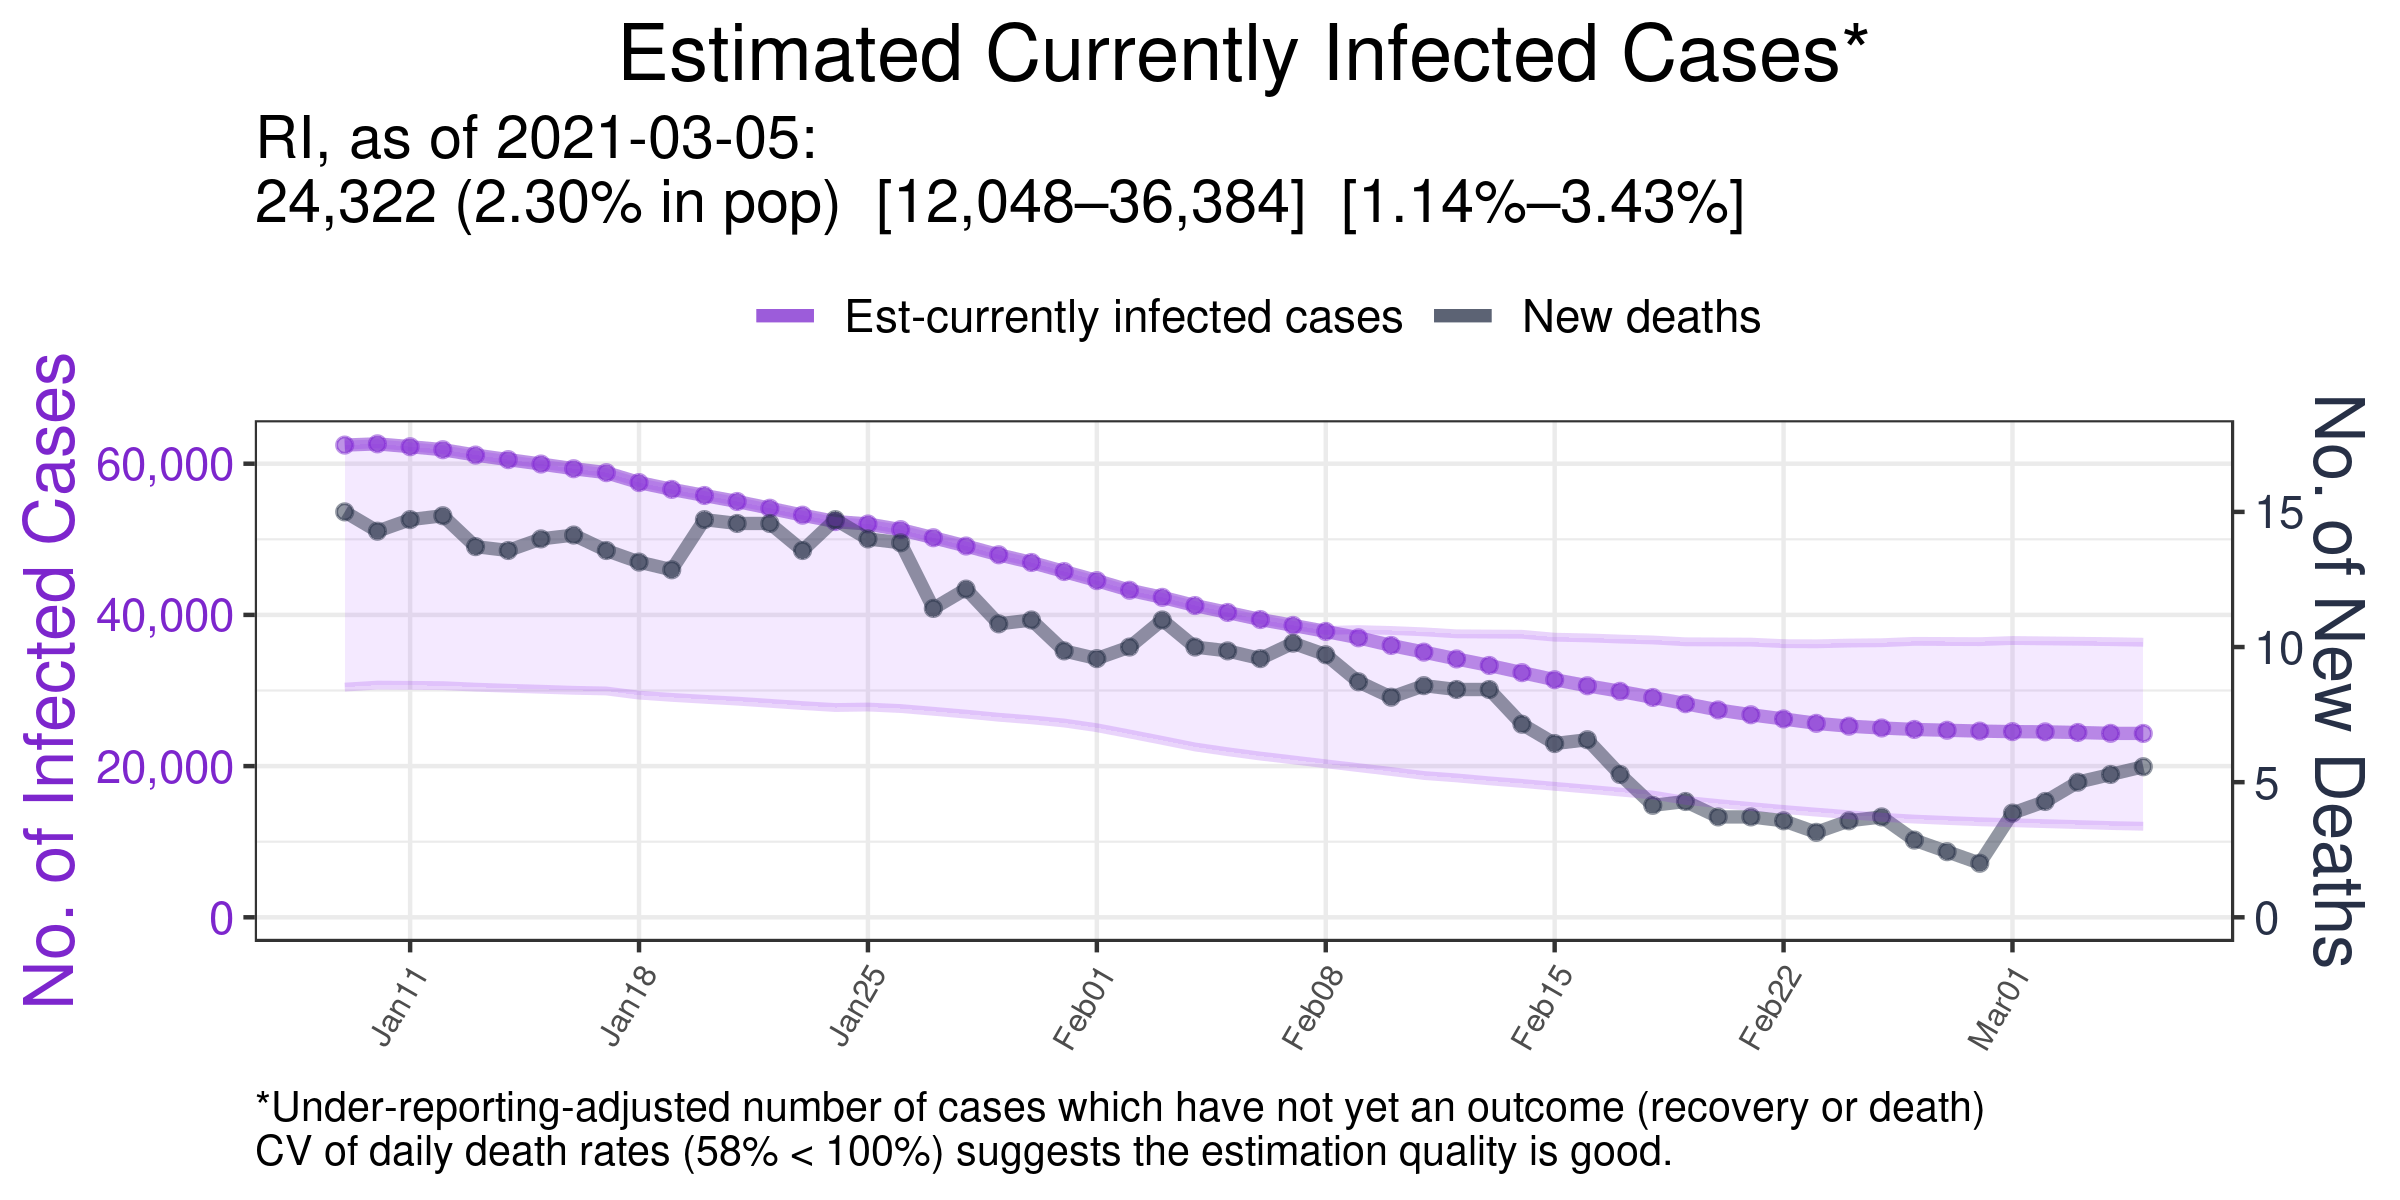 Estimated Currently Infected Cases*
RI, as of 2021-03-05:
24,322 (2.30% in pop)  [12,048–36,384]  [1.14%–3.43%]
Est-currently infected cases
New deaths
No. of Infected Cases
60,000
40,000
20,000
0
No. of New Deaths
15
10
5
0
Jan11
Jan18
Jan25
Feb01
Feb08
Feb15
Feb22
Mar01
*Under-reporting-adjusted number of cases which have not yet an outcome (recovery or death)
CV of daily death rates (58% < 100%) suggests the estimation quality is good.